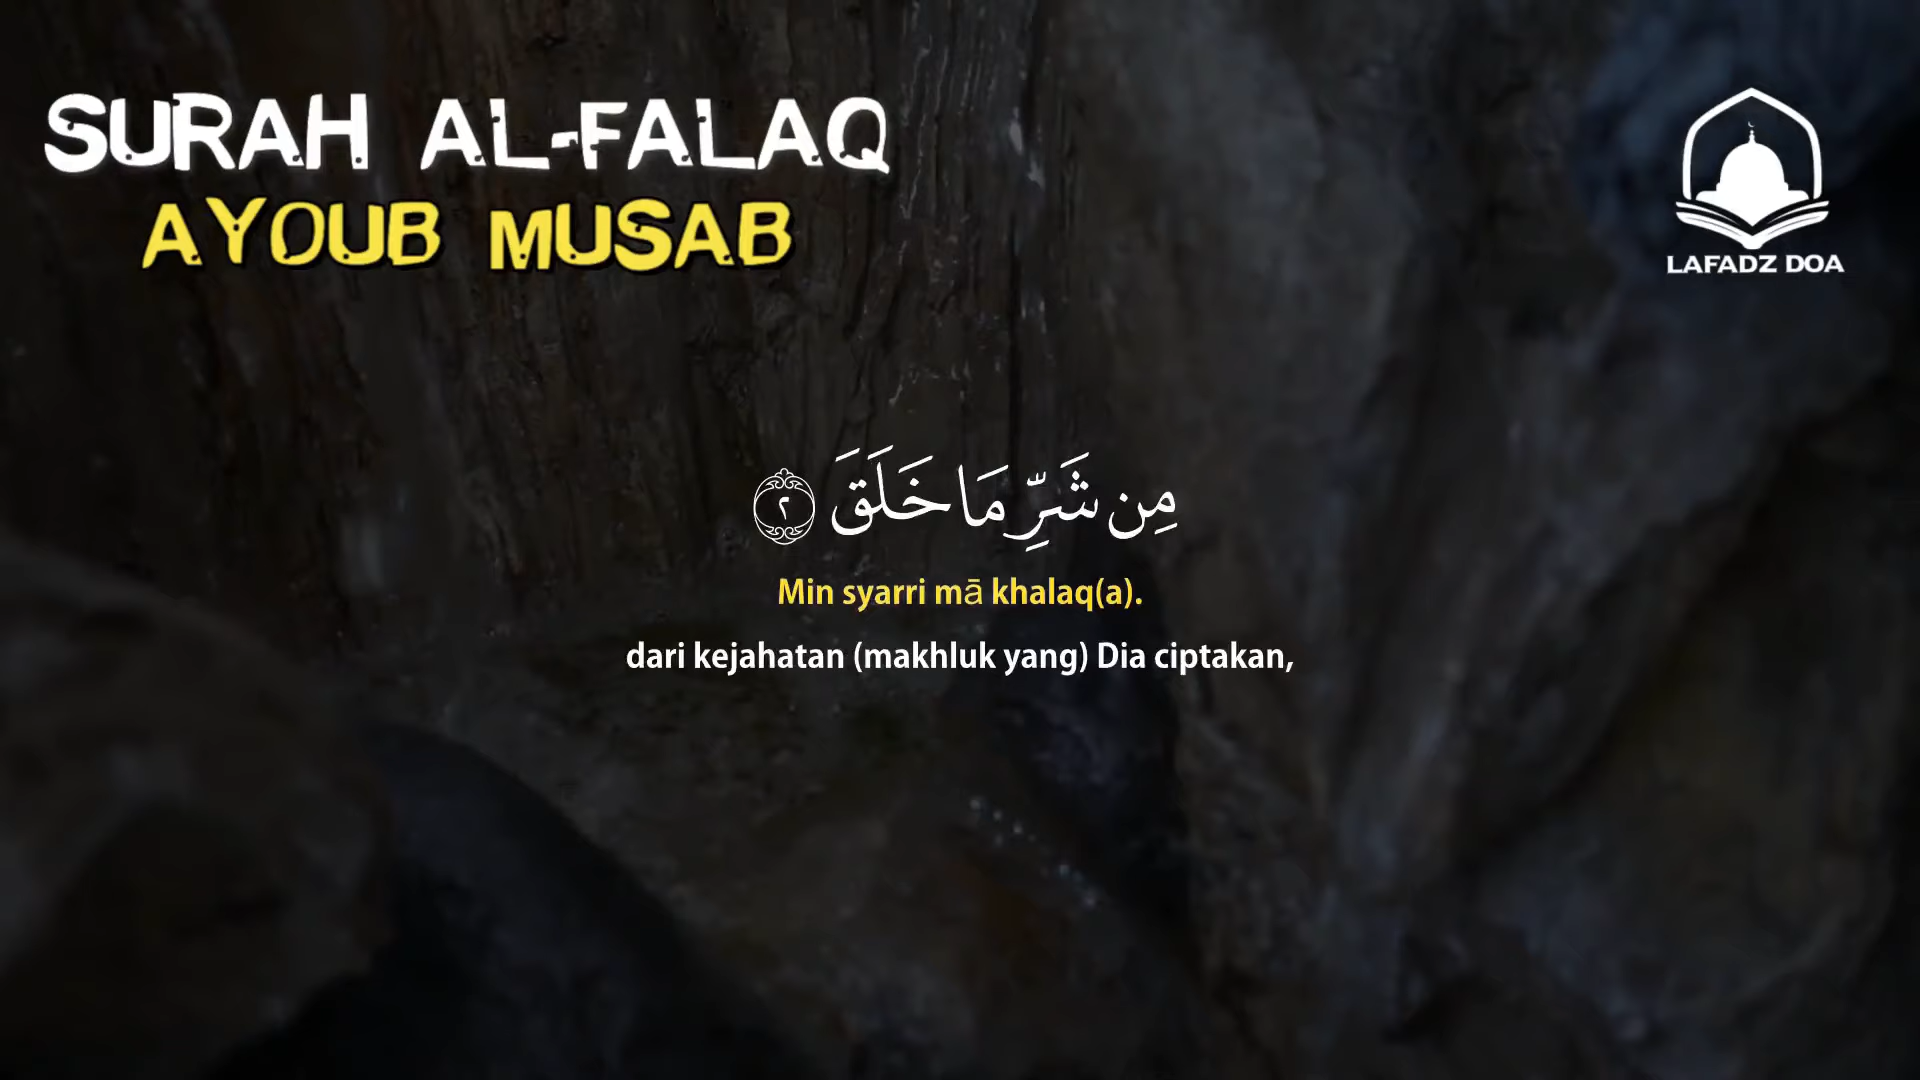 SURAH AL-FALAQ
AYOUB MUSAB
LAFADZ DOA
مِن شَرِّ مَا خَلَقَ ٢
Min syarri mā khalaq(a).
dari kejahatan (makhluk yang) Dia ciptakan,